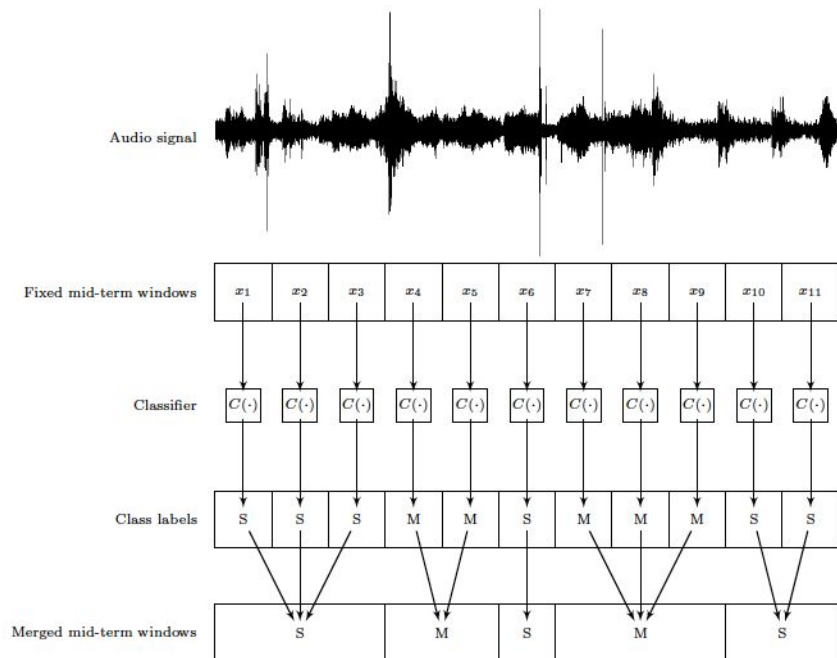 Audio signal
Fixed mid-term windows x₁ x₂ x₃ x₄ x₅ x₆ x₇ x₈ x₉ x₁₀ x₁₁
Classifier C(·) C(·) C(·) C(·) C(·) C(·) C(·) C(·) C(·) C(·) C(·)
Class labels S S S M M S M M M S S
Merged mid-term windows S M S M S